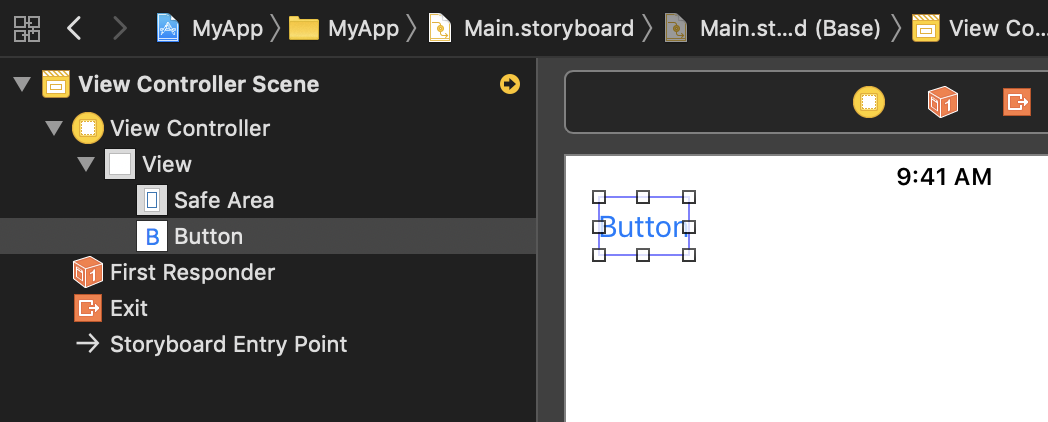 MyApp MyApp Main.storyboard Main.st...d (Base) View Co...
View Controller Scene
View Controller
View
Safe Area
B Button
First Responder
Exit
Storyboard Entry Point
9:41 AM
Button